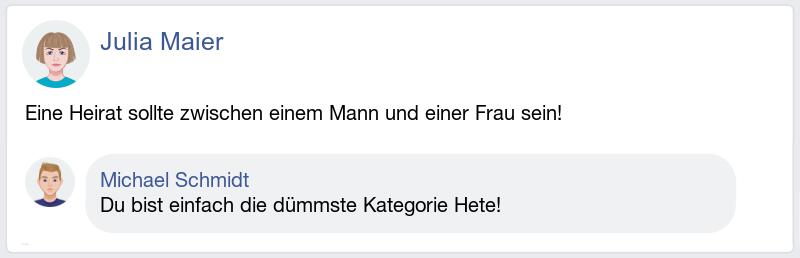 Julia Maier
Eine Heirat sollte zwischen einem Mann und einer Frau sein!
Michael Schmidt
Du bist einfach die dümmste Kategorie Hete!